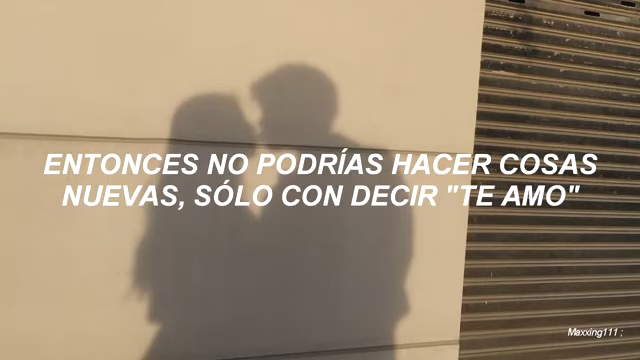 ENTONCES NO PODRÍAS HACER COSAS
NUEVAS, SÓLO CON DECIR "TE AMO"
Maxxing111 ;